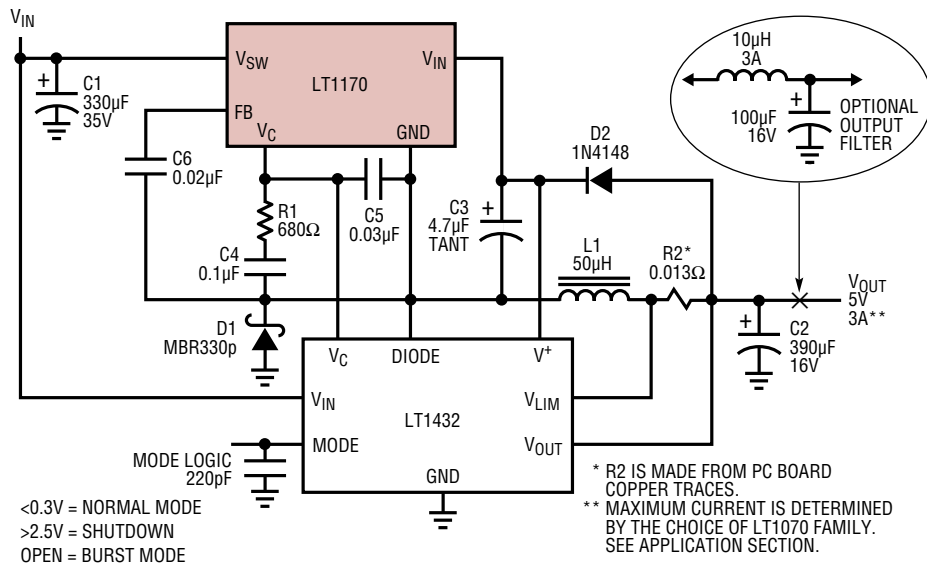 V_IN
C1
330µF
35V
V_SW
V_IN
LT1170
FB
V_C
GND
C6
0.02µF
R1
680Ω
C5
0.03µF
C4
0.1µF
C3
4.7µF
TANT
D2
1N4148
10µH
3A
100µF
16V
OPTIONAL
OUTPUT
FILTER
L1
50µH
R2*
0.013Ω
V_OUT
5V
3A**
C2
390µF
16V
D1
MBR330p
V_C
DIODE
V+
V_IN
V_LIM
LT1432
MODE
V_OUT
GND
MODE LOGIC
220pF
<0.3V = NORMAL MODE
>2.5V = SHUTDOWN
OPEN = BURST MODE
* R2 IS MADE FROM PC BOARD
COPPER TRACES.
** MAXIMUM CURRENT IS DETERMINED
BY THE CHOICE OF LT1070 FAMILY.
SEE APPLICATION SECTION.